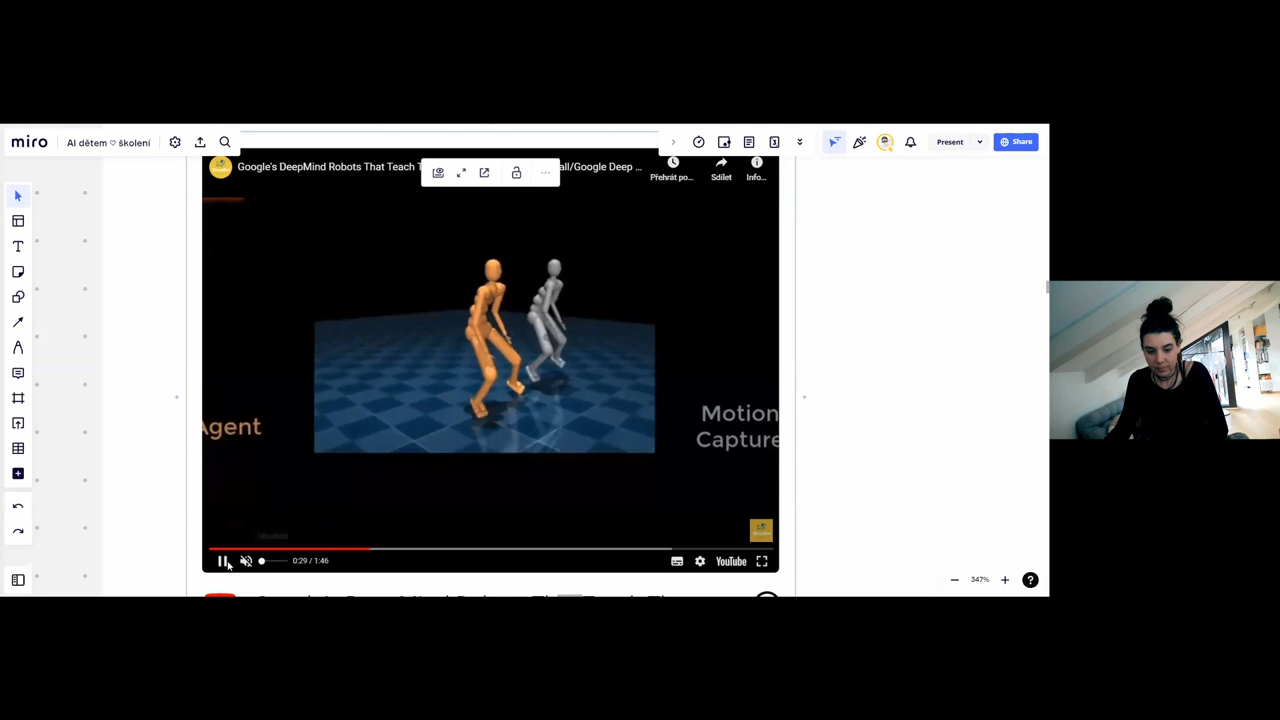 miro
AI dětem ♡ školení
Present
Share
Google's DeepMind Robots That Teach
all/Google Deep ...
Přehrát po...
Sdílet
Info...
Agent
Motion
Capture
0:29 / 1:46
YouTube
347%